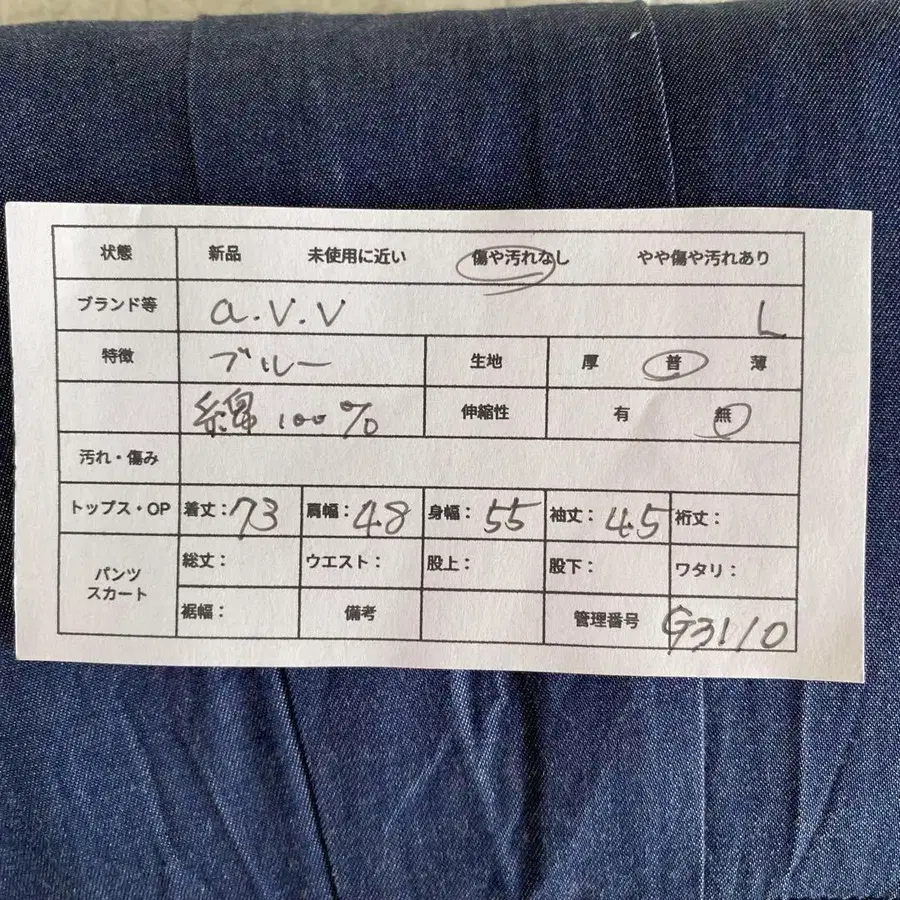 状態 新品 未使用に近い 傷や汚れなし やや傷や汚れあり
ブランド等 a.v.v L
特徴 ブルー 生地 厚 普 薄
綿 100% 伸縮性 有 無
汚れ・傷み
トップス・OP 着丈:73 肩幅:48 身幅:55 袖丈:45 裄丈:
パンツ スカート 総丈: ウエスト: 股上: 股下: ワタリ:
裾幅: 備考 管理番号 G3110